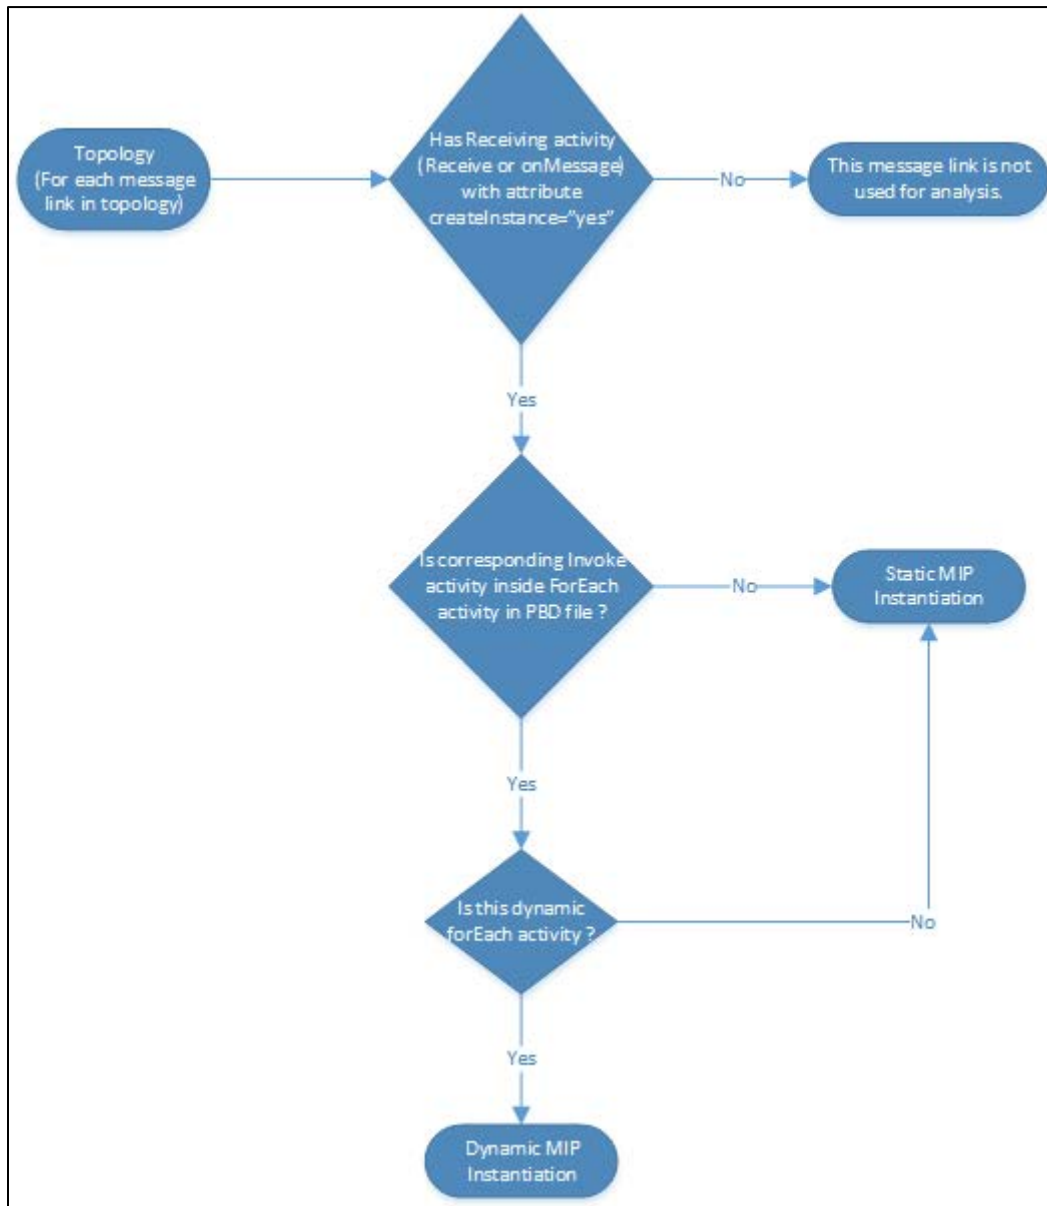 Topology
(For each message
link in topology)
Has Receiving activity
(Receive or onMessage)
with attribute
createInstance=”yes”
No
This message link is not
used for analysis.
Yes
Is corresponding Invoke
activity inside ForEach
activity in PBD file ?
No
Static MIP
Instantiation
Yes
Is this dynamic
forEach activity ?
No
Yes
Dynamic MIP
Instantiation